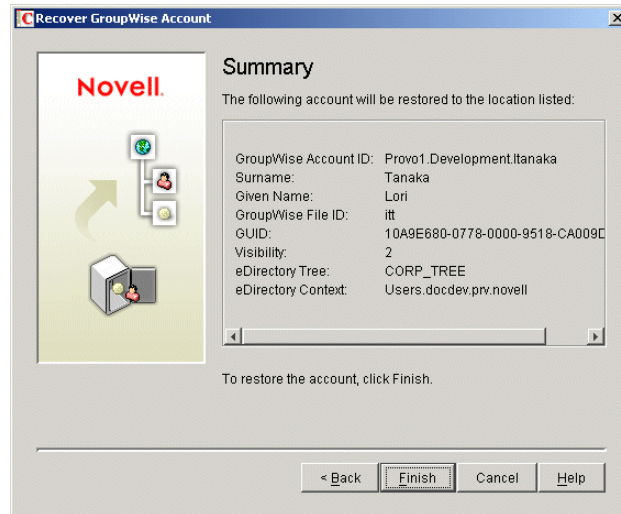 Recover GroupWise Account
Novell.
Summary
The following account will be restored to the location listed:
GroupWise Account ID: Provo1.Development.ltanaka
Surname: Tanaka
Given Name: Lori
GroupWise File ID: itt
GUID: 10A9E680-0778-0000-9518-CA009D
Visibility: 2
eDirectory Tree: CORP_TREE
eDirectory Context: Users.docdev.prv.novell
To restore the account, click Finish.
< Back Finish Cancel Help